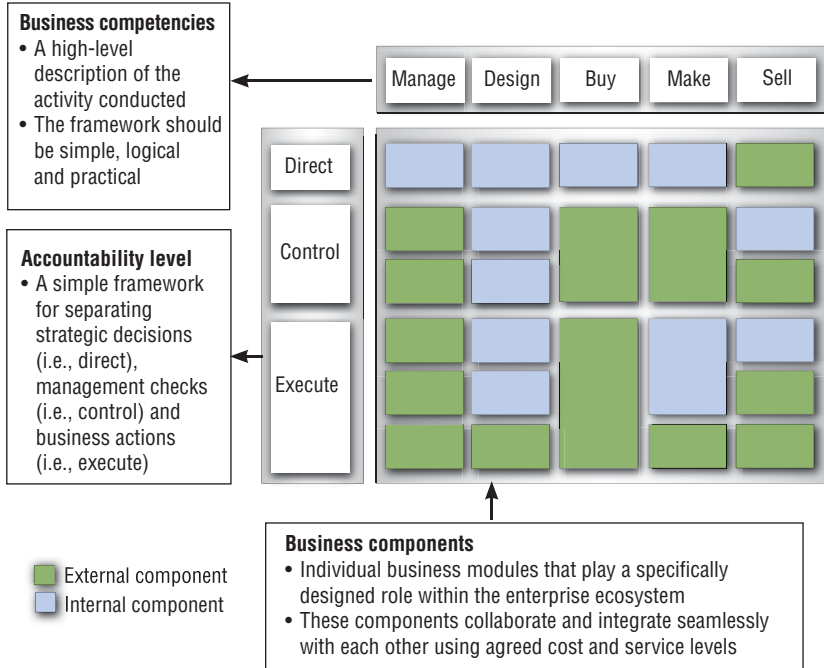 Business competencies
• A high-level
description of the
activity conducted
• The framework should
be simple, logical
and practical
Manage Design Buy Make Sell
Direct
Control
Execute
Accountability level
• A simple framework
for separating
strategic decisions
(i.e., direct),
management checks
(i.e., control) and
business actions
(i.e., execute)
External component
Internal component
Business components
• Individual business modules that play a specifically
designed role within the enterprise ecosystem
• These components collaborate and integrate seamlessly
with each other using agreed cost and service levels